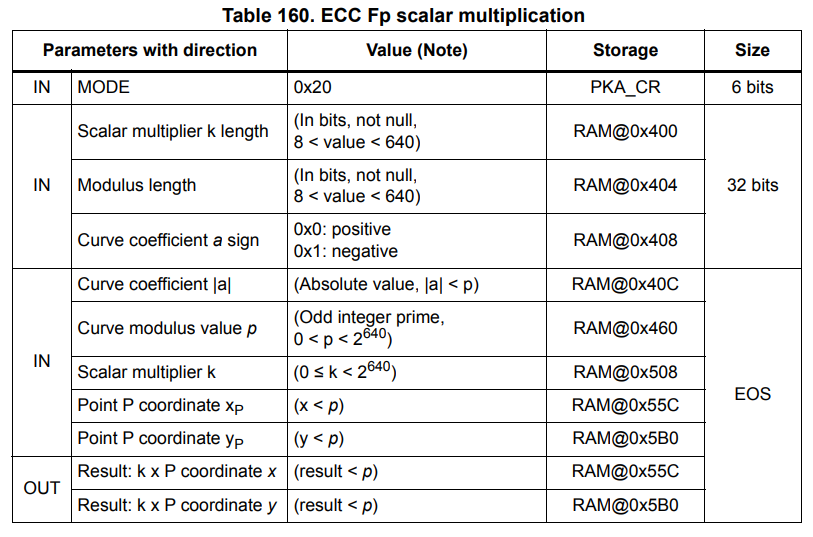 Table 160. ECC Fp scalar multiplication
Parameters with direction Value (Note) Storage Size
IN MODE 0x20 PKA_CR 6 bits
IN
Scalar multiplier k length
(In bits, not null,
8 < value < 640)
RAM@0x400
32 bits
Modulus length
(In bits, not null,
8 < value < 640)
RAM@0x404
Curve coefficient a sign
0x0: positive
0x1: negative
RAM@0x408
IN
Curve coefficient |a| (Absolute value, |a| < p) RAM@0x40C
EOS
Curve modulus value p
(Odd integer prime,
0 < p < 2^640)
RAM@0x460
Scalar multiplier k (0 ≤ k < 2^640) RAM@0x508
Point P coordinate xP (x < p) RAM@0x55C
Point P coordinate yP (y < p) RAM@0x5B0
OUT
Result: k x P coordinate x (result < p) RAM@0x55C
Result: k x P coordinate y (result < p) RAM@0x5B0